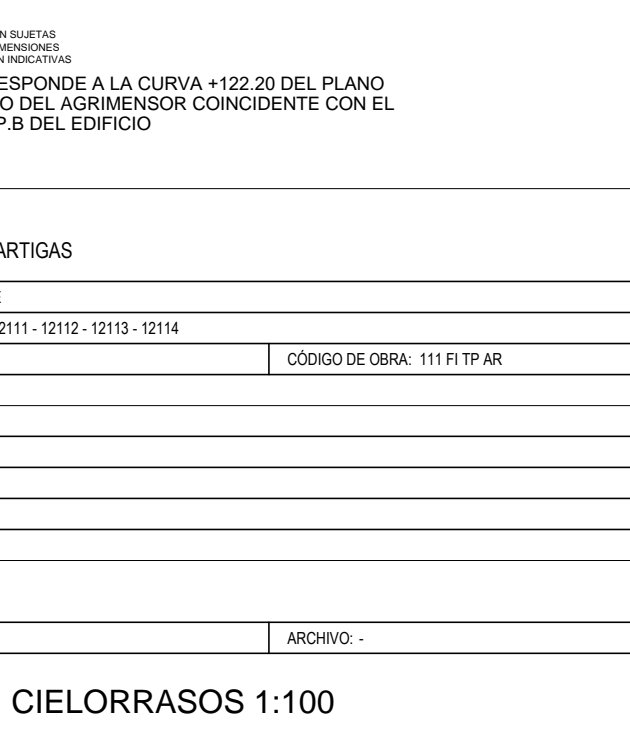 N SUJETAS
MENSIONES
N INDICATIVAS
ESPONDE A LA CURVA +122.20 DEL PLANO
O DEL AGRIMENSOR COINCIDENTE CON EL
P.B DEL EDIFICIO
ARTIGAS
2111 - 12112 - 12113 - 12114
CÓDIGO DE OBRA: 111 FI TP AR
ARCHIVO: -
CIELORRASOS 1:100